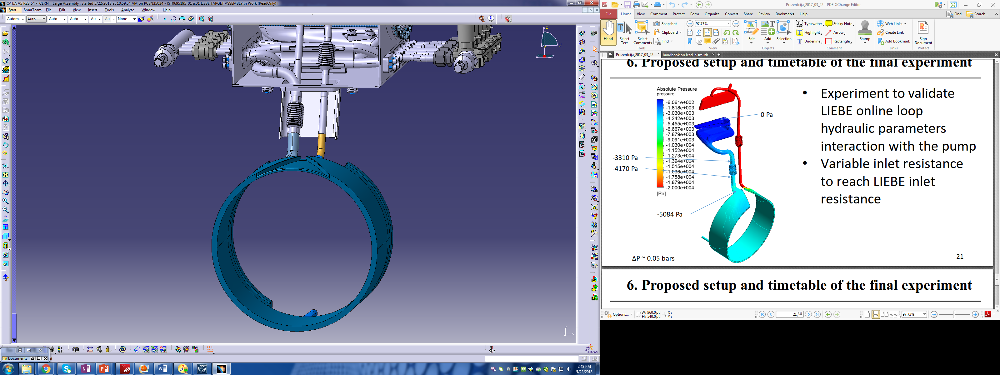 CATIA V5 R23 64 - CERN : Large Assembly : started 5/22/2018 at 10:59:54 AM on PCEN35034 - [ST0695195_01 a.01 LIEBE TARGET ASSEMBLY In Work (ReadOnly) ]
Start SmarTeam File Edit View Insert Tools Analyze Window Help
Automa Auto Auto Auto Aut Aut None
z
y
x
z
x y
CATIA
Documents
2:48 PM
5/22/2018
Prezentcija_2017_03_22 - PDF-XChange Editor
File Home View Comment Protect Form Organize Convert Share Review Bookmarks Help Find... Search...
Hand
Select Text
Select Comments
Snapshot
Clipboard
Find
Tools
97.73%
View
Edit
Add
Selection
Objects
Typewriter Sticky Note
Highlight Arrow
Underline Rectangle
Stamp
Comment
Web Links
Create Link
Add Bookmark
Links
Sign Document
Protect
Prezentcija_2017_03_22 × handbook on lead-bismuth ×
6. Proposed setup and timetable of the final experiment
Absolute Pressure
pressure
-6.061e+002
-1.818e+003
-3.030e+003
-4.242e+003
-5.455e+003
-6.667e+003
-7.879e+003
-9.091e+003
-1.030e+004
-1.152e+004
-1.273e+004
-1.394e+004
-1.515e+004
-1.636e+004
-1.758e+004
-1.879e+004
-2.000e+004
[Pa]
0 Pa
-3310 Pa
-4170 Pa
-5084 Pa
ΔP ~ 0.05 bars
• Experiment to validate
LIEBE online loop
hydraulic parameters
interaction with the pump
• Variable inlet resistance
to reach LIEBE inlet
resistance
21
6. Proposed setup and timetable of the final experiment
Options... W: 960.0pt X :
H: 540.0pt Y :
21 / 23
97.73%